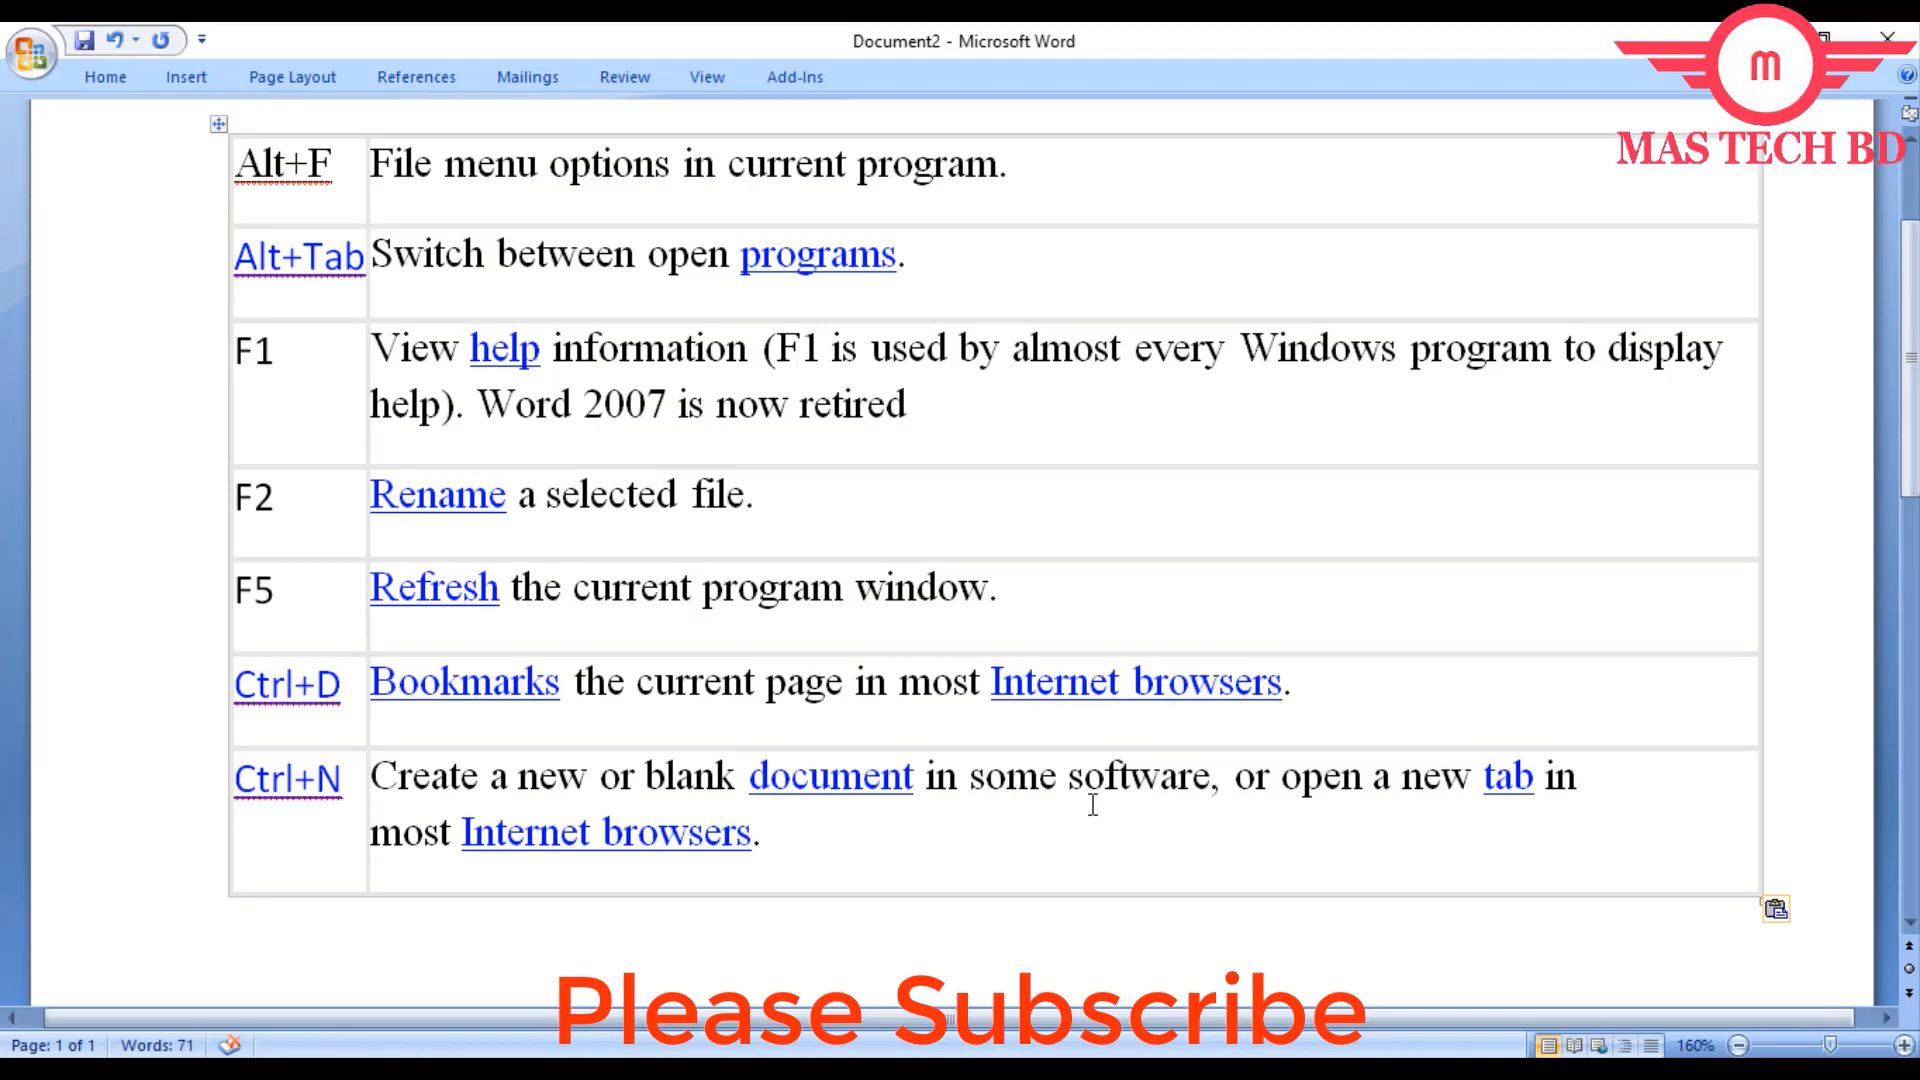 Document2 - Microsoft Word
Home Insert Page Layout References Mailings Review View Add-Ins
m
MAS TECH BD
Alt+F File menu options in current program.
Alt+Tab Switch between open programs.
F1 View help information (F1 is used by almost every Windows program to display
help). Word 2007 is now retired
F2 Rename a selected file.
F5 Refresh the current program window.
Ctrl+D Bookmarks the current page in most Internet browsers.
Ctrl+N Create a new or blank document in some software, or open a new tab in
most Internet browsers.
Please Subscribe
Page: 1 of 1 Words: 71 160%